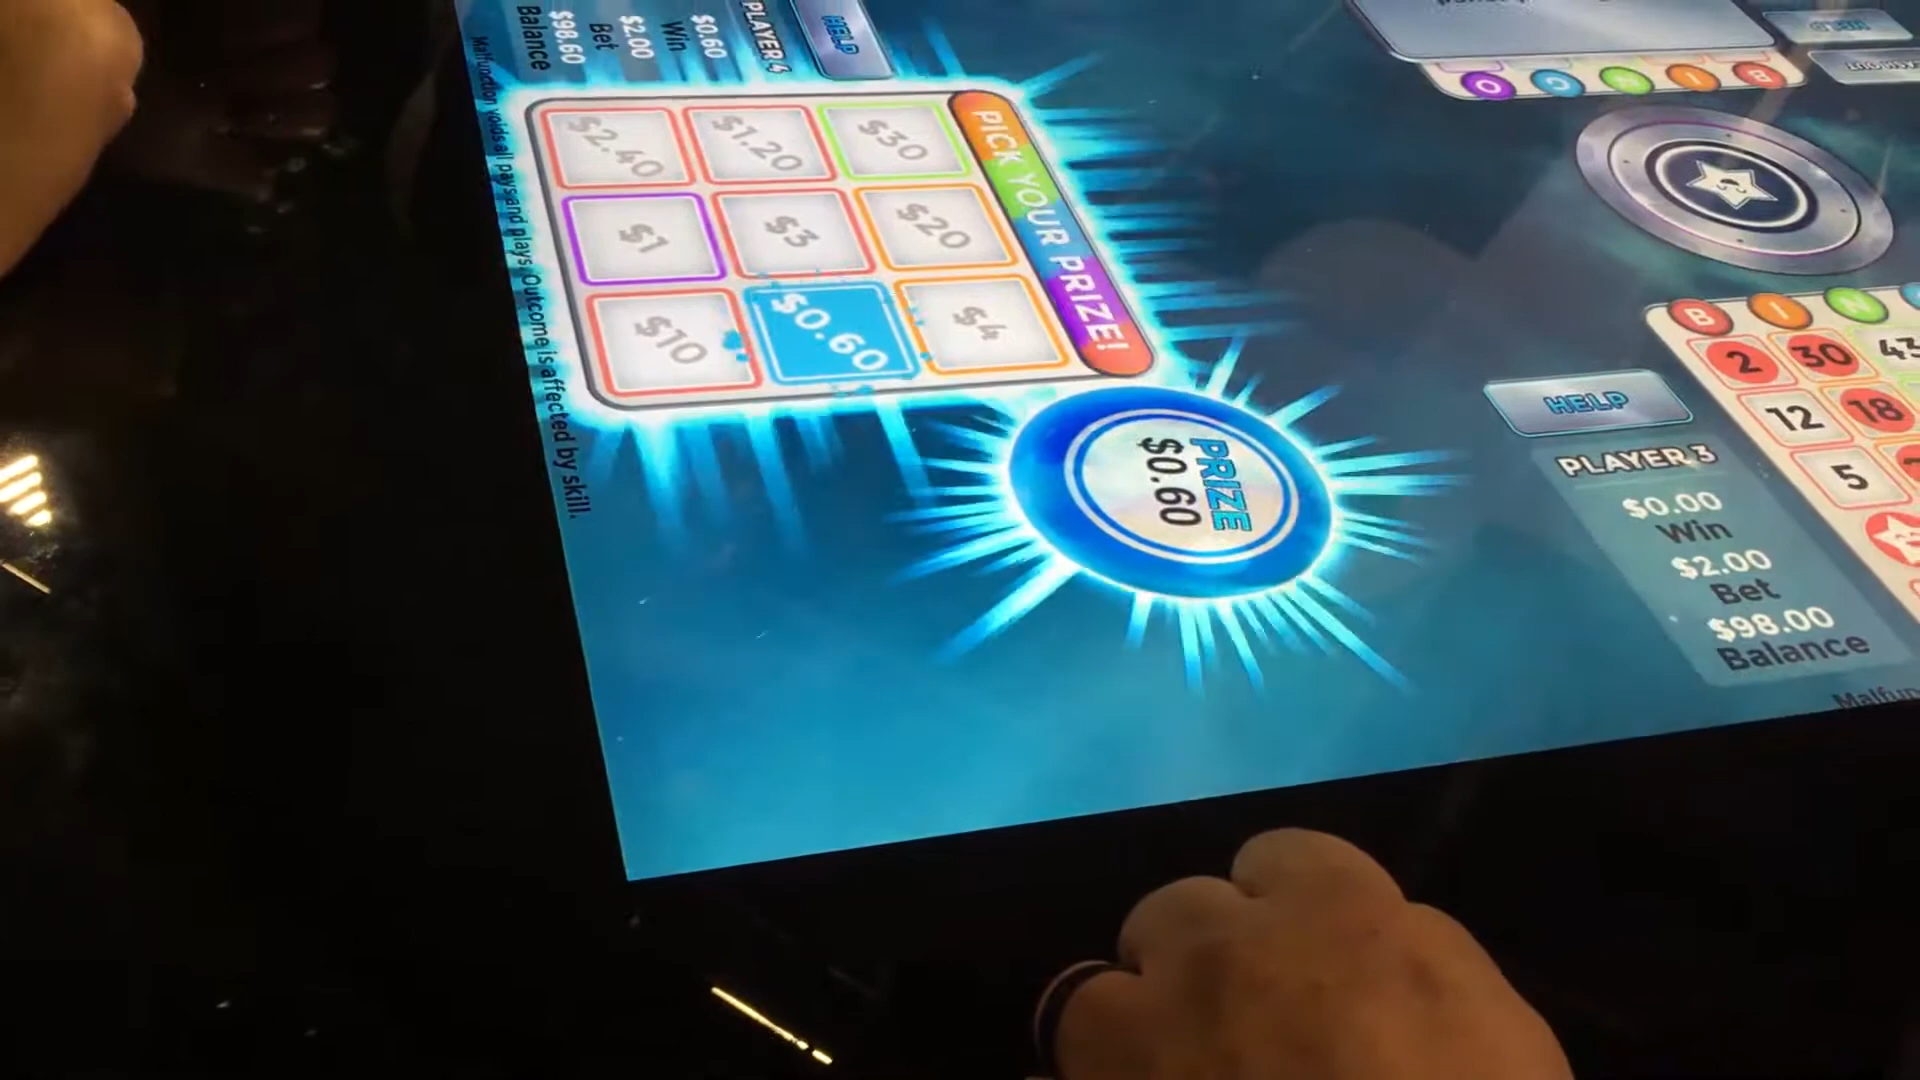 HELP
PLAYER 4
$0.60
Win
$2.00
Bet
$98.60
Balance
Malfunction voids all pays and plays. Outcome is affected by skill.
PICK YOUR PRIZE!
$30
$20
$4
$1.20
$3
$0.60
$2.40
$1
$10
PRIZE
$0.60
HELP
B I N G O
B I N
2 30 43
12 18
5
HELP
PLAYER 3
$0.00
Win
$2.00
Bet
$98.00
Balance